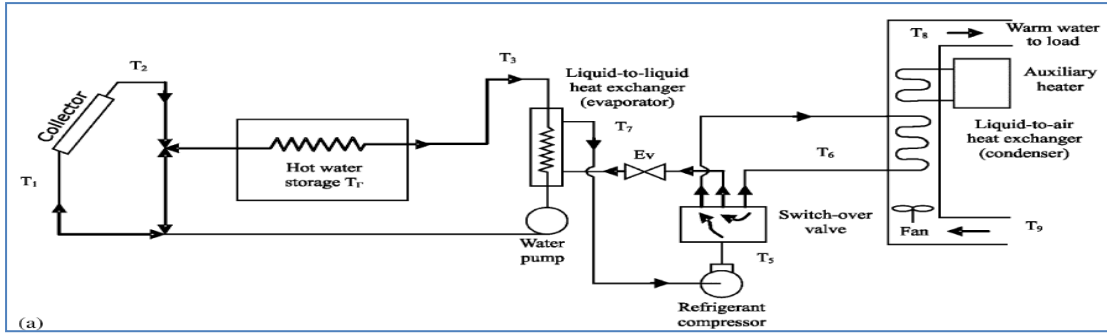 T₈
Warm water
to load
T₂
T₃
Liquid-to-liquid
heat exchanger
(evaporator)
Auxiliary
heater
Collector
T₇
Liquid-to-air
heat exchanger
(condenser)
Ev
T₆
T₁
Hot water
storage Tᴦ
Switch-over
valve
Fan
T₉
Water
pump
T₅
Refrigerant
compressor
(a)